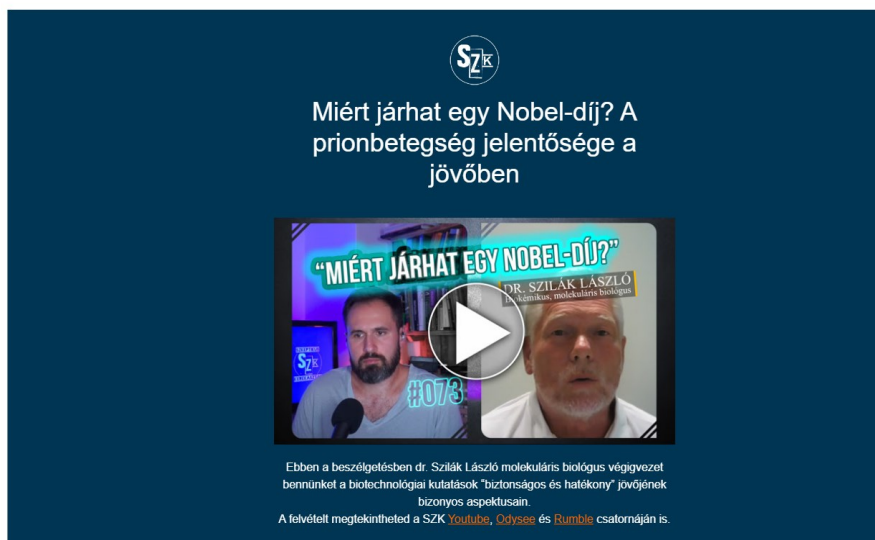 SZK
Miért járhat egy Nobel-díj? A
prionbetegség jelentősége a
jövőben
"MIÉRT JÁRHAT EGY NOBEL-DÍJ?"
DR. SZILÁK LÁSZLÓ
Biokémikus, molekuláris biológus
SZK
#073
Ebben a beszélgetésben dr. Szilák László molekuláris biológus végigvezet
bennünket a biotechnológiai kutatások "biztonságos és hatékony" jövőjének
bizonyos aspektusain.
A felvételt megtekintheted a SZK Youtube, Odysee és Rumble csatornáján is.